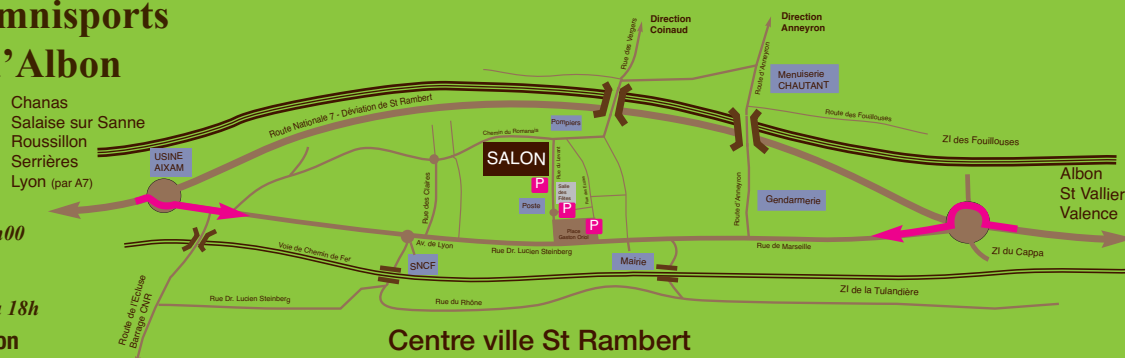 mnisports
'Albon
Chanas
Salaise sur Sanne
Roussillon
Serrières
Lyon (par A7)
h00
18h
on
Direction
Coinaud
Direction
Anneyron
Rue des Vergers
Route d'Anneyron
Menuiserie
CHAUTANT
Route Nationale 7 - Déviation de St Rambert
Pompiers
Chemin du Romenais
Route des Fouillouses
ZI des Fouillouses
USINE
AIXAM
SALON
Rue du Levant
Rue des Claires
P
Salle
des
Fêtes
P
Poste
P
Place
Gaston Oriol
Route d'Anneyron
Gendarmerie
Albon
St Vallier
Valence
Av. de Lyon
Rue Dr. Lucien Steinberg
Rue de Marseille
ZI du Cappa
Voie de Chemin de Fer
SNCF
Mairie
Route de l'Ecluse
Barrage CNR
Rue Dr. Lucien Steinberg
Rue du Rhône
ZI de la Tulandière
Centre ville St Rambert